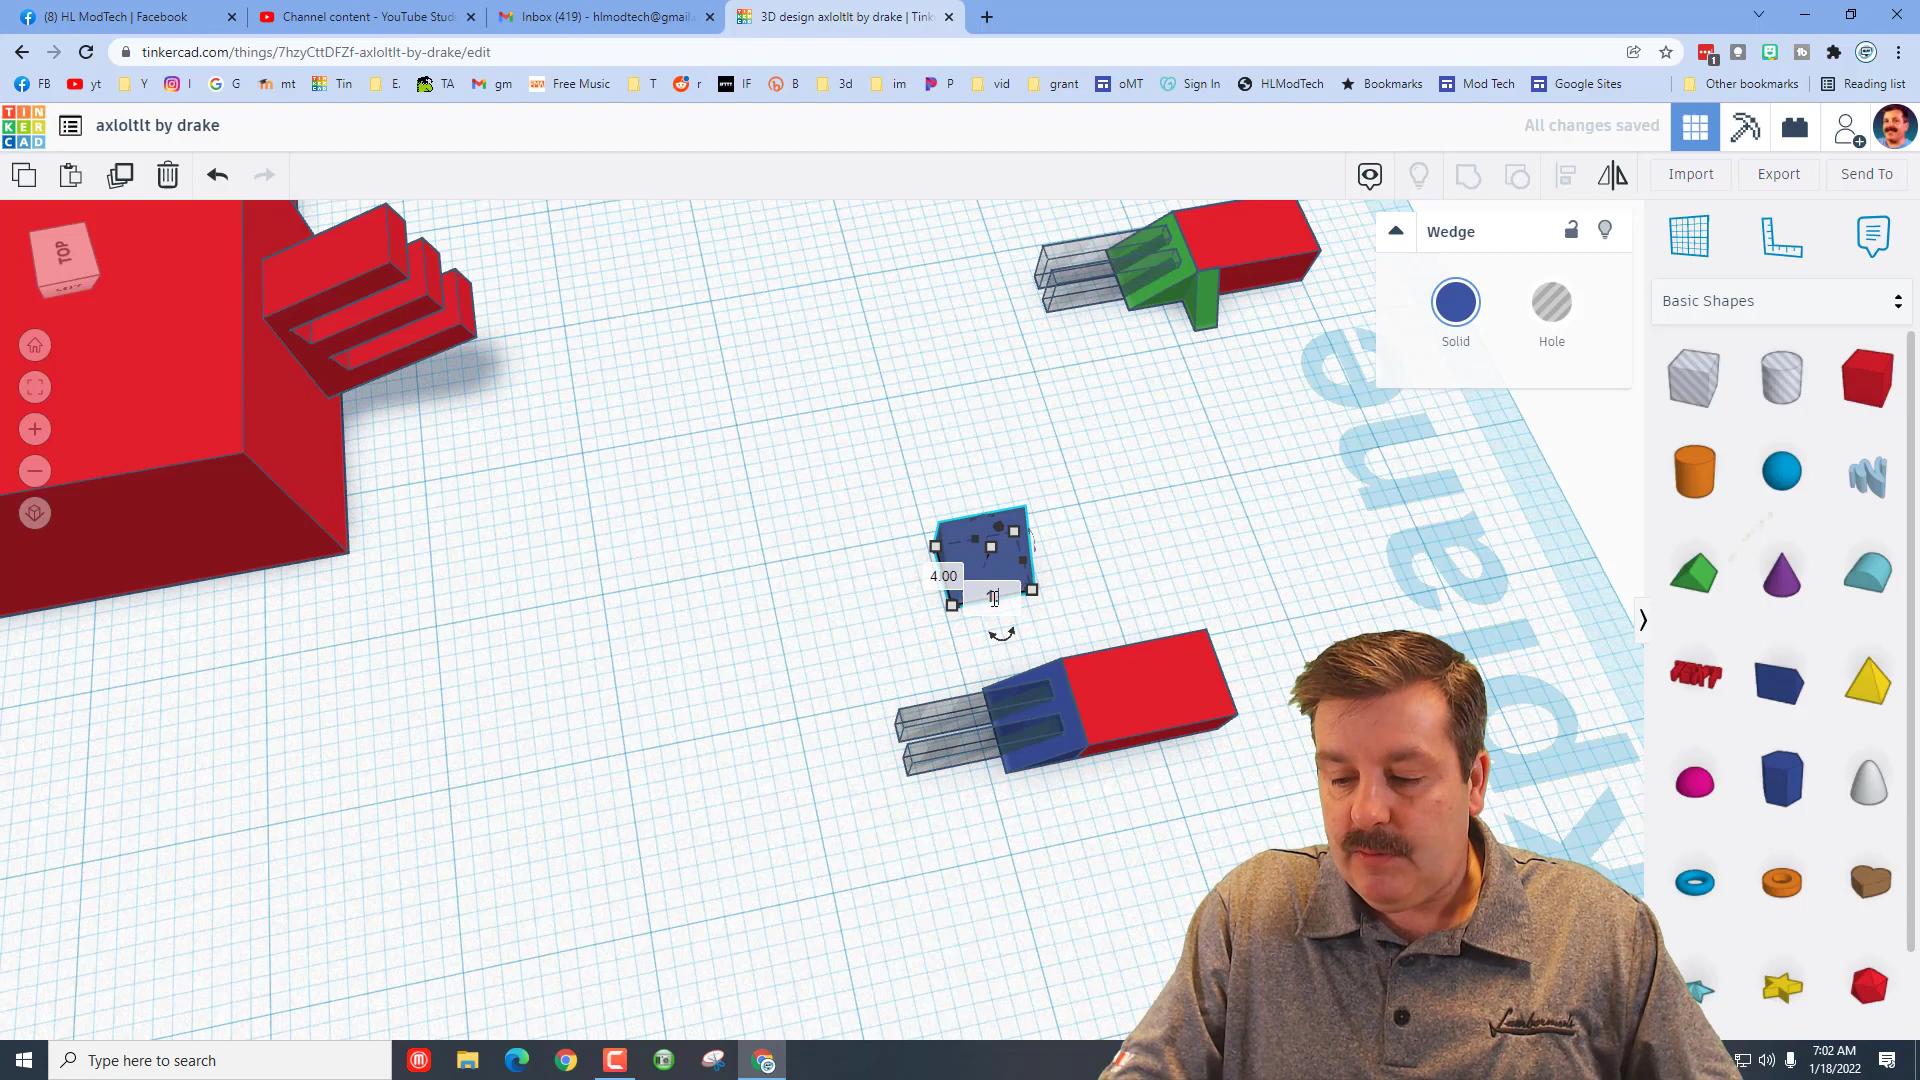 (8) HL ModTech | Facebook
Channel content - YouTube Stud
Inbox (419) - hlmodtech@gmail.
3D design axloltlt by drake | Tink
tinkercad.com/things/7hzyCttDFZf-axloltlt-by-drake/edit
FB yt Y I G mt Tin E. TA gm Free Music T r IF B 3d im P vid grant oMT Sign In HLModTech Bookmarks Mod Tech Google Sites Other bookmarks Reading list
TIN
KER
CAD
axloltlt by drake
All changes saved
Import Export Send To
TOP
Wedge
Solid Hole
Basic Shapes
4.00
Type here to search
7:02 AM
1/18/2022